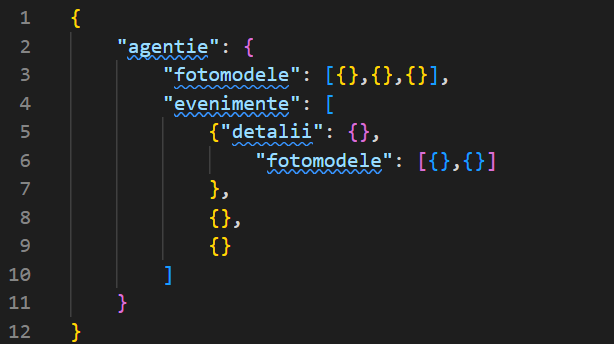 1 {
2     "agentie": {
3         "fotomodele": [{},{},{}],
4         "evenimente": [
5             {"detalii": {},
6                 "fotomodele": [{},{}]
7             },
8             {},
9             {}
10         ]
11     }
12 }